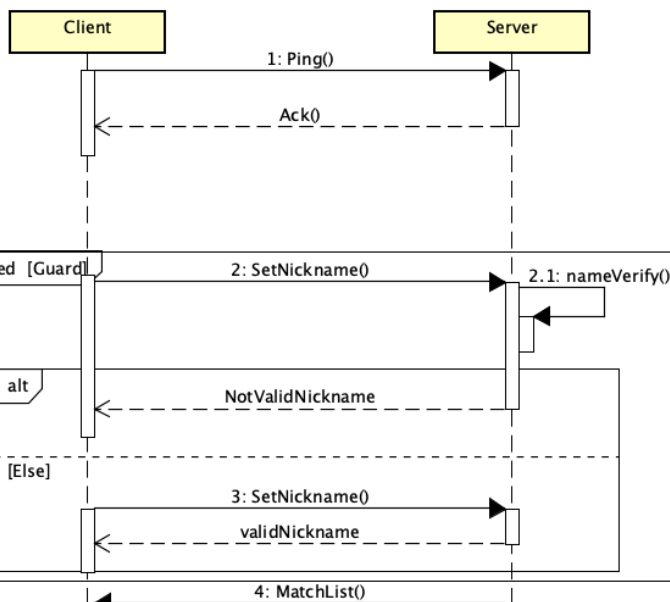 Client
Server
1: Ping()
Ack()
ed [Guard]
2: SetNickname()
2.1: nameVerify()
alt
NotValidNickname
[Else]
3: SetNickname()
validNickname
4: MatchList()